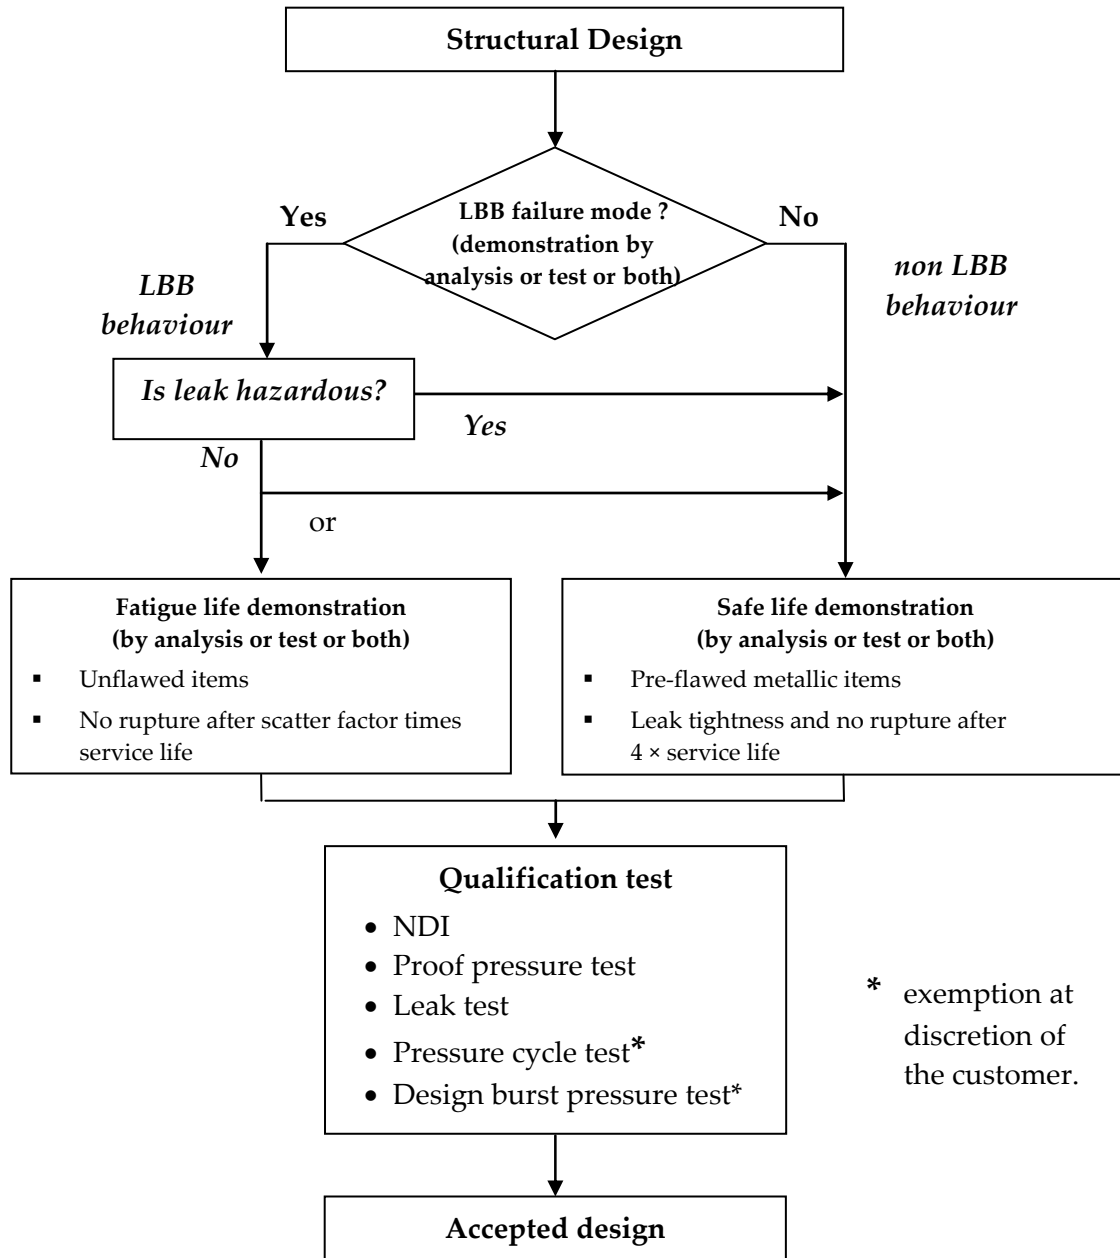 Structural Design
Yes
LBB failure mode ?
(demonstration by
analysis or test or both)
No
LBB
behaviour
non LBB
behaviour
Is leak hazardous?
Yes
No
or
Fatigue life demonstration
(by analysis or test or both)
▪ Unflawed items
▪ No rupture after scatter factor times
service life
Safe life demonstration
(by analysis or test or both)
▪ Pre-flawed metallic items
▪ Leak tightness and no rupture after
4 × service life
Qualification test
• NDI
• Proof pressure test
• Leak test
• Pressure cycle test*
• Design burst pressure test*
* exemption at
discretion of
the customer.
Accepted design